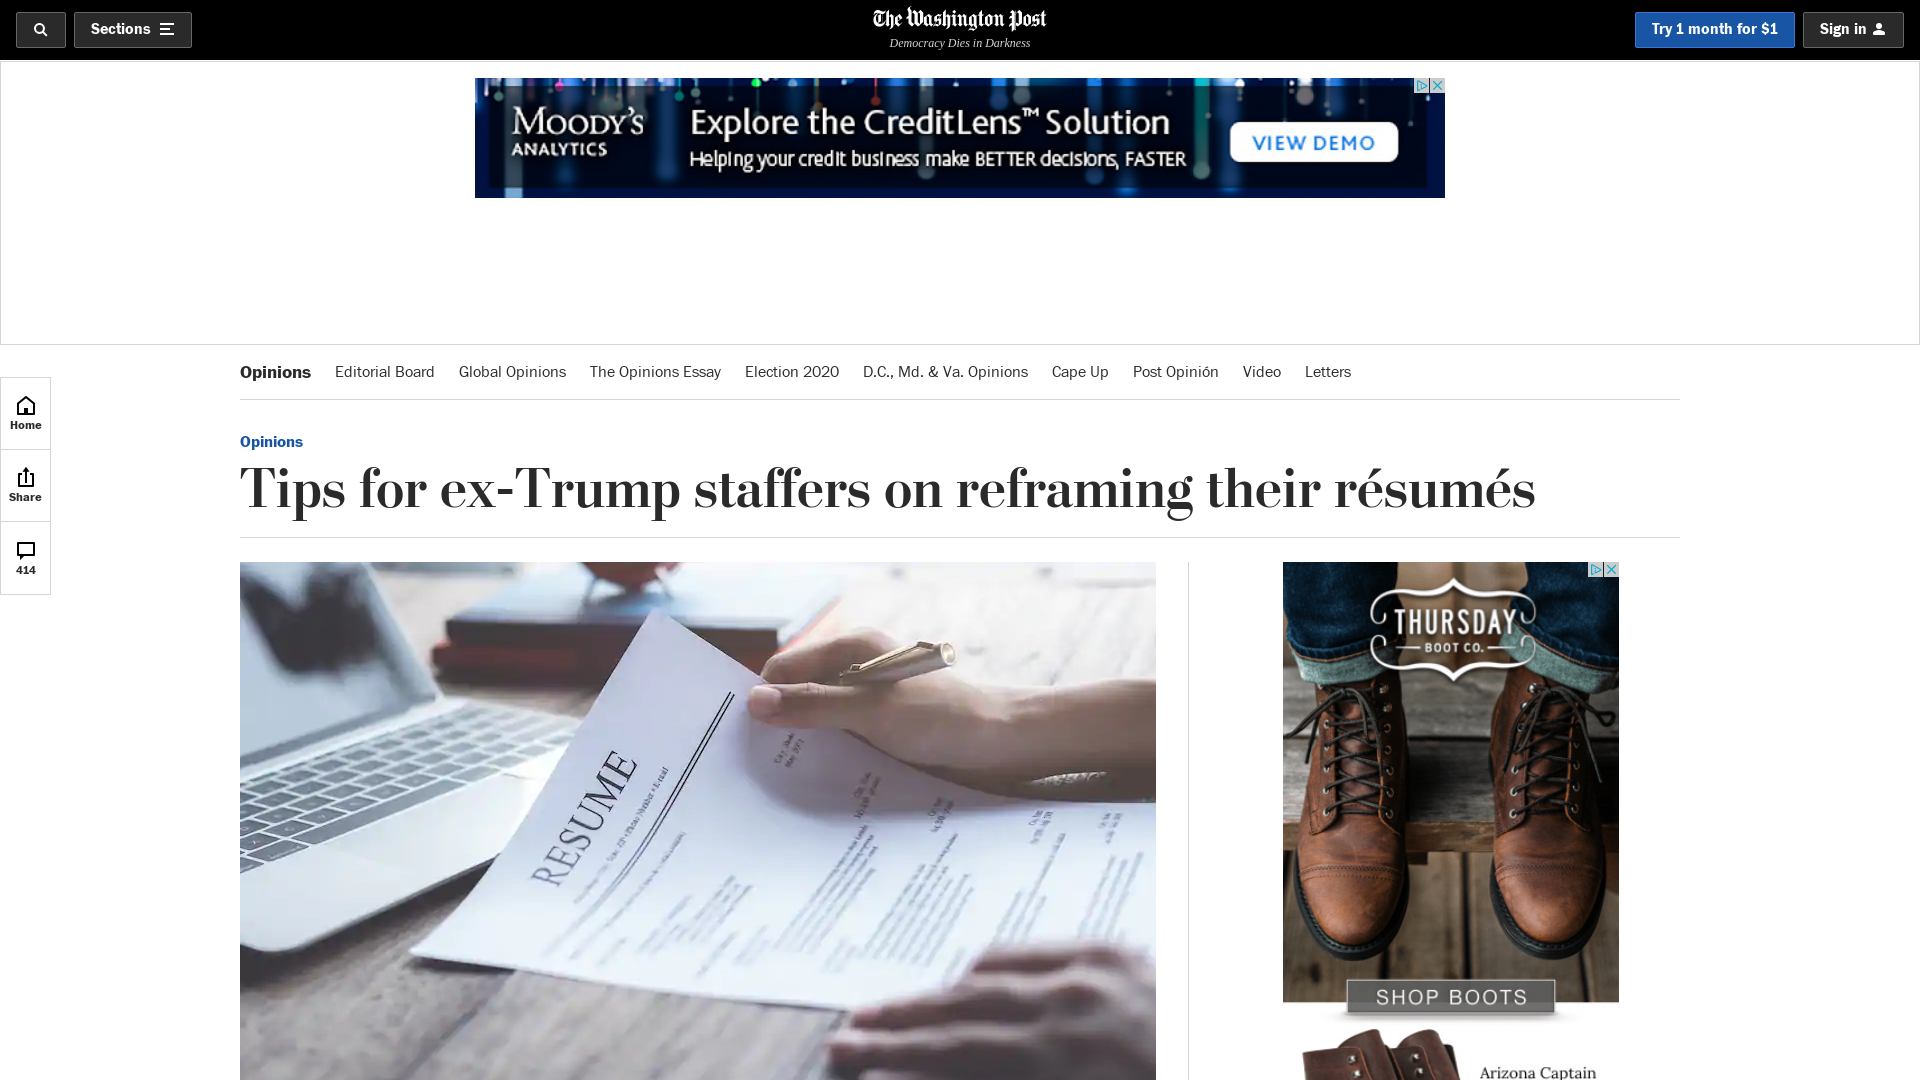 Sections
The Washington Post
Democracy Dies in Darkness
Try 1 month for $1
Sign in
MOODY'S
ANALYTICS
Explore the CreditLens™ Solution
Helping your credit business make BETTER decisions, FASTER
VIEW DEMO
Opinions
Editorial Board
Global Opinions
The Opinions Essay
Election 2020
D.C., Md. & Va. Opinions
Cape Up
Post Opinión
Video
Letters
Home
Share
414
Opinions
Tips for ex-Trump staffers on reframing their résumés
RESUME
THURSDAY
BOOT CO.
SHOP BOOTS
Arizona Captain